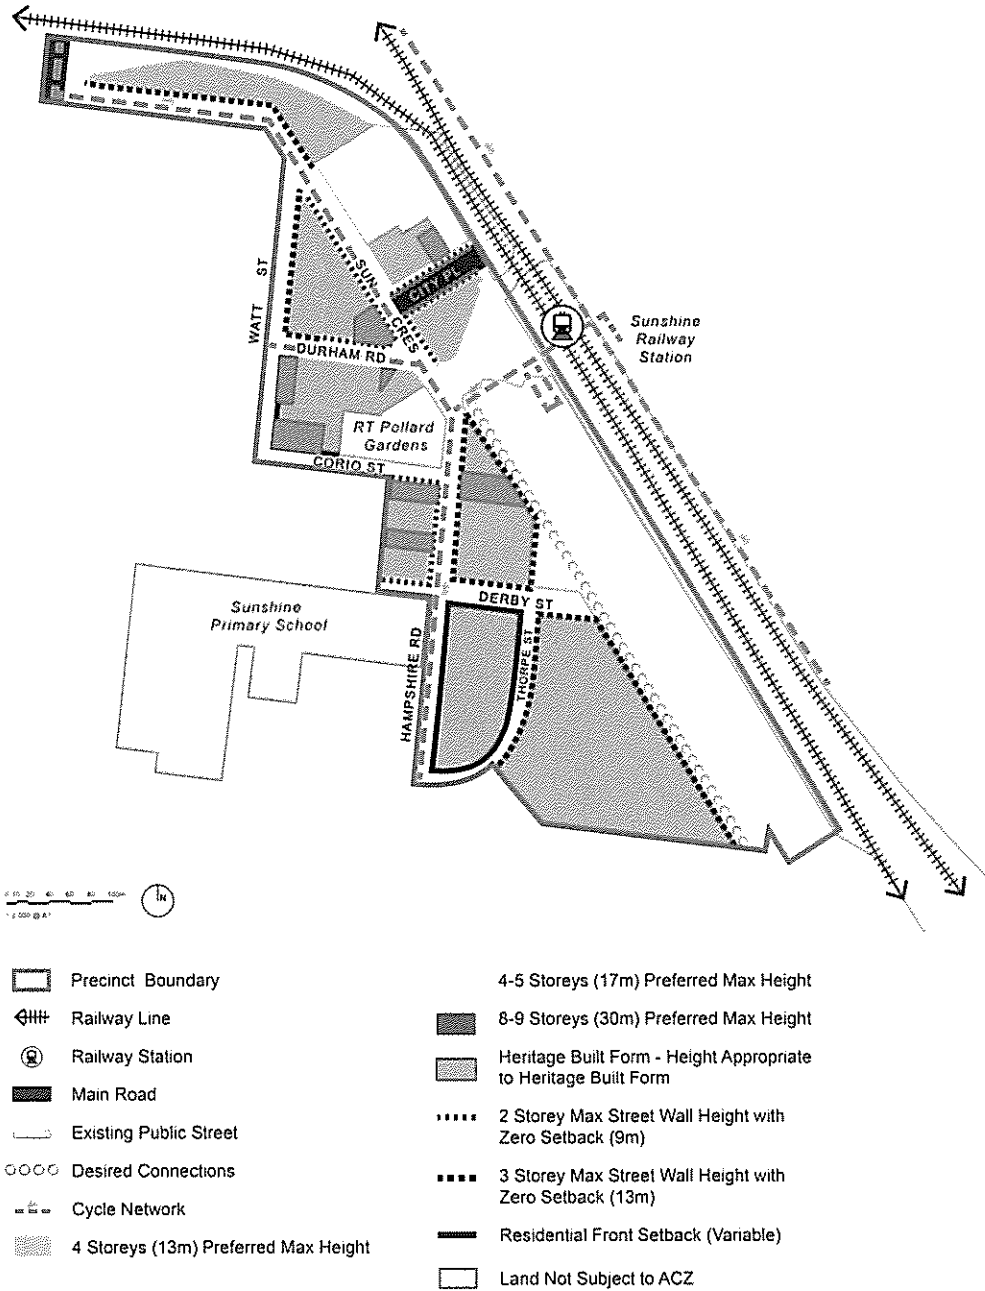 SUN
CRES
CITY PL
WATT ST
Sunshine
Railway
Station
DURHAM RD
RT Pollard
Gardens
CORIO ST
DERBY ST
THORPE ST
HAMPSHIRE RD
Sunshine
Primary School
N
Precinct Boundary
Railway Line
Railway Station
Main Road
Existing Public Street
Desired Connections
Cycle Network
4 Storeys (13m) Preferred Max Height
4-5 Storeys (17m) Preferred Max Height
8-9 Storeys (30m) Preferred Max Height
Heritage Built Form - Height Appropriate
to Heritage Built Form
2 Storey Max Street Wall Height with
Zero Setback (9m)
3 Storey Max Street Wall Height with
Zero Setback (13m)
Residential Front Setback (Variable)
Land Not Subject to ACZ